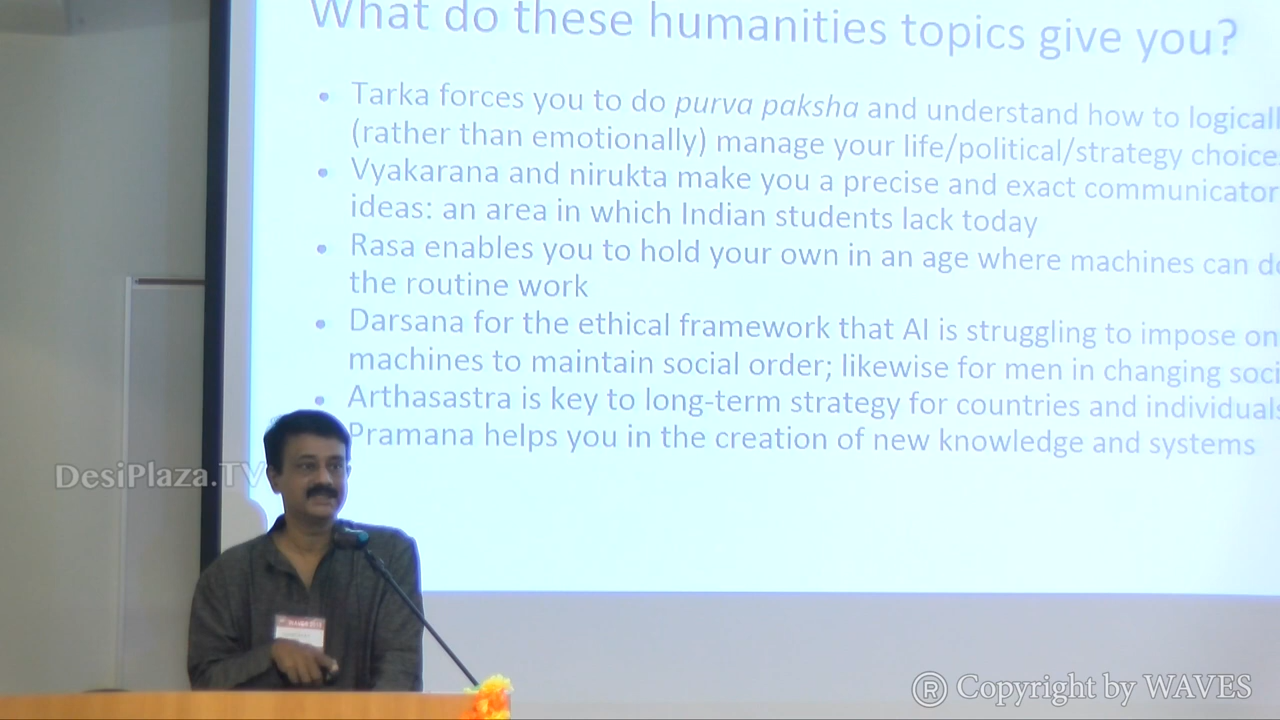 What do these humanities topics give you?
• Tarka forces you to do purva paksha and understand how to logicall
(rather than emotionally) manage your life/political/strategy choice
• Vyakarana and nirukta make you a precise and exact communicator
ideas: an area in which Indian students lack today
• Rasa enables you to hold your own in an age where machines can do
the routine work
• Darsana for the ethical framework that AI is struggling to impose on
machines to maintain social order; likewise for men in changing soci
• Arthasastra is key to long-term strategy for countries and individuals
Pramana helps you in the creation of new knowledge and systems
DesiPlaza.TV
® Copyright by WAVES